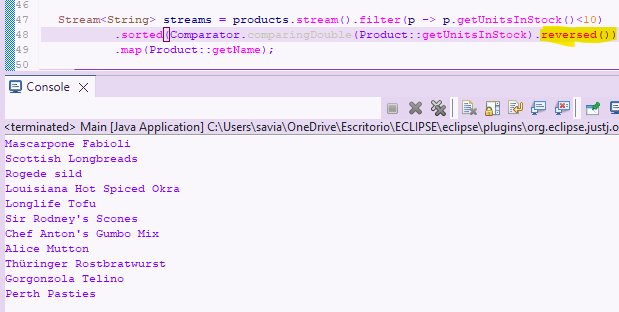 46
47 Stream<String> streams = products.stream().filter(p -> p.getUnitsInStock()<10)
48 .sorted(Comparator.comparingDouble(Product::getUnitsInStock).reversed())
49 .map(Product::getName);
50
Console
<terminated> Main [Java Application] C:\Users\savia\OneDrive\Escritorio\ECLIPSE\eclipse\plugins\org.eclipse.justj.o
Mascarpone Fabioli
Scottish Longbreads
Rogede sild
Louisiana Hot Spiced Okra
Longlife Tofu
Sir Rodney's Scones
Chef Anton's Gumbo Mix
Alice Mutton
Thüringer Rostbratwurst
Gorgonzola Telino
Perth Pasties